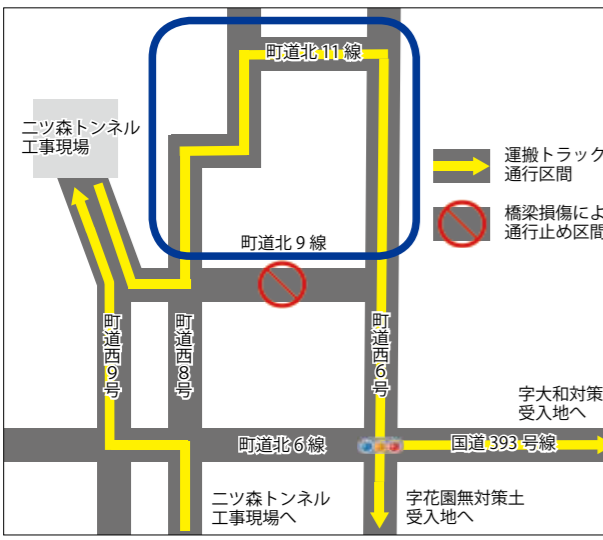 町道北 11 線
二ツ森トンネル
工事現場
運搬トラック
通行区間
橋梁損傷によ
通行止め区間
町道北 9 線
町道西9号
町道西8号
町道西6号
字大和対策
受入地へ
町道北 6 線
国道 393 号線
二ツ森トンネル
工事現場へ
字花園無対策土
受入地へ